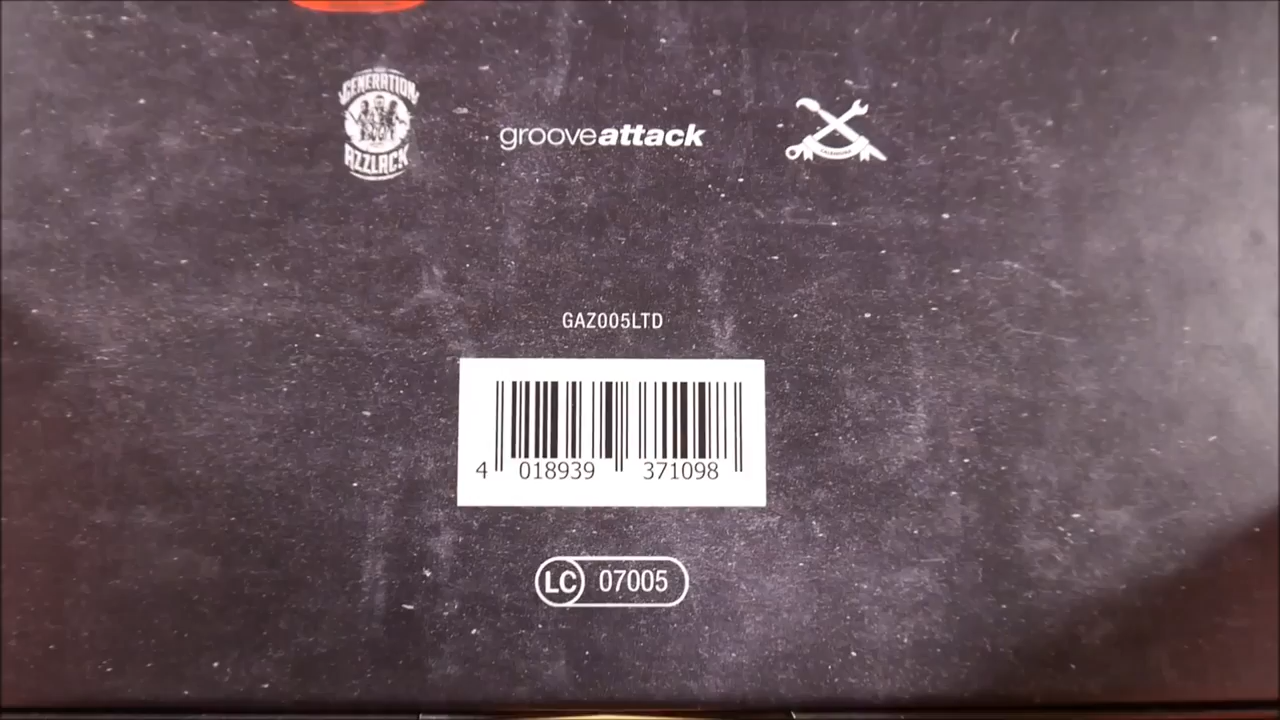 GENERATION
AZZLACK
grooveattack
GAZ005LTD
4 018939 371098
LC 07005